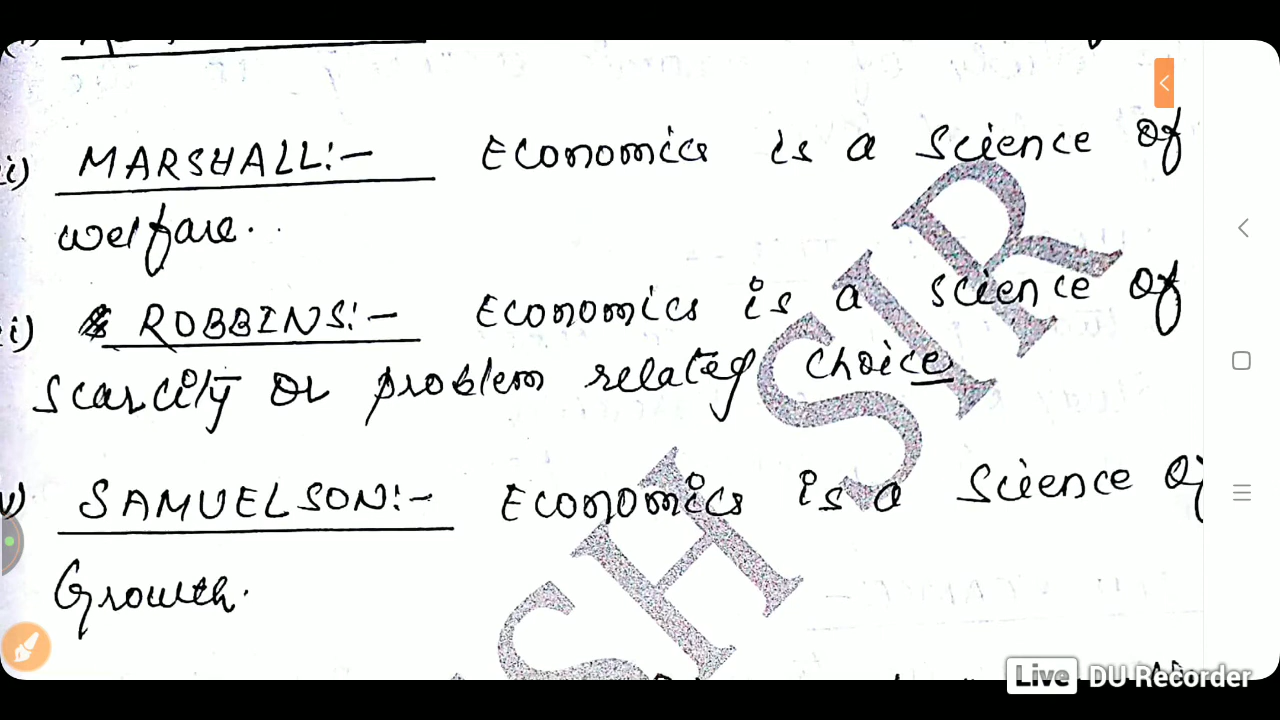 ii) MARSHALL:- Economics is a science of
welfare.
i) ROBBINS:- Economics is a science of
scarcity or problem related choice
v) SAMUELSON:- Economics is a science of
Growth.
SH SIR
Live DU Recorder